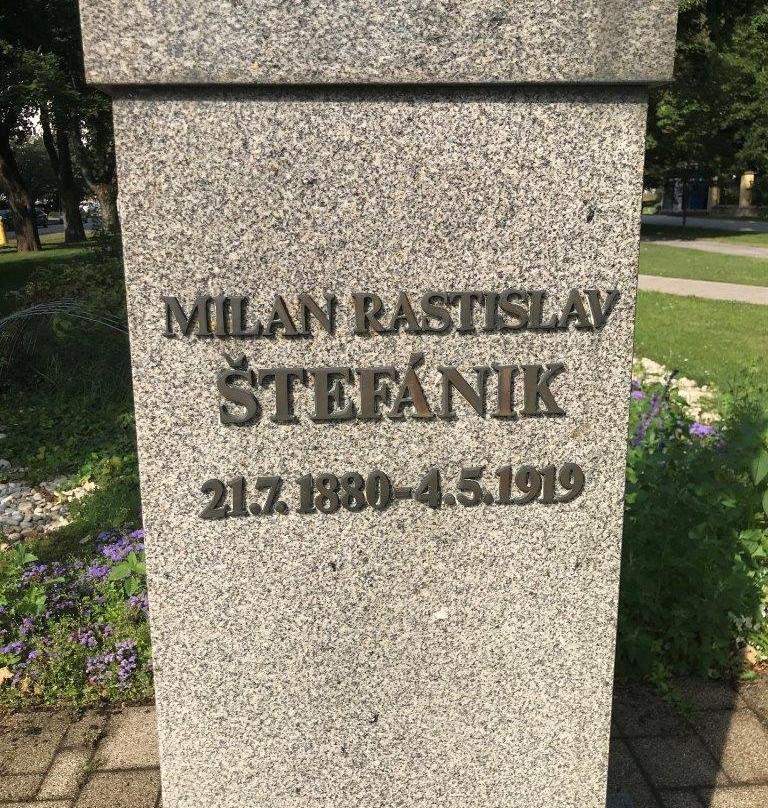 MILAN RASTISLAV
ŠTEFÁNIK
21.7.1880-4.5.1919